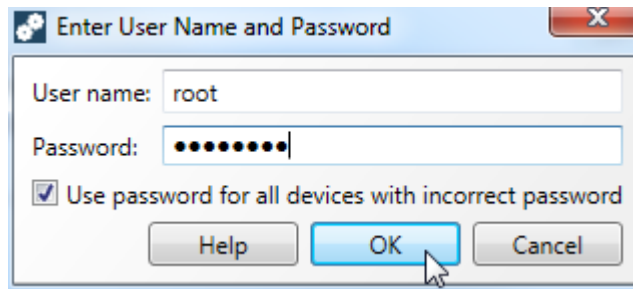 Enter User Name and Password
User name: root
Password: ●●●●●●●●
Use password for all devices with incorrect password
Help OK Cancel